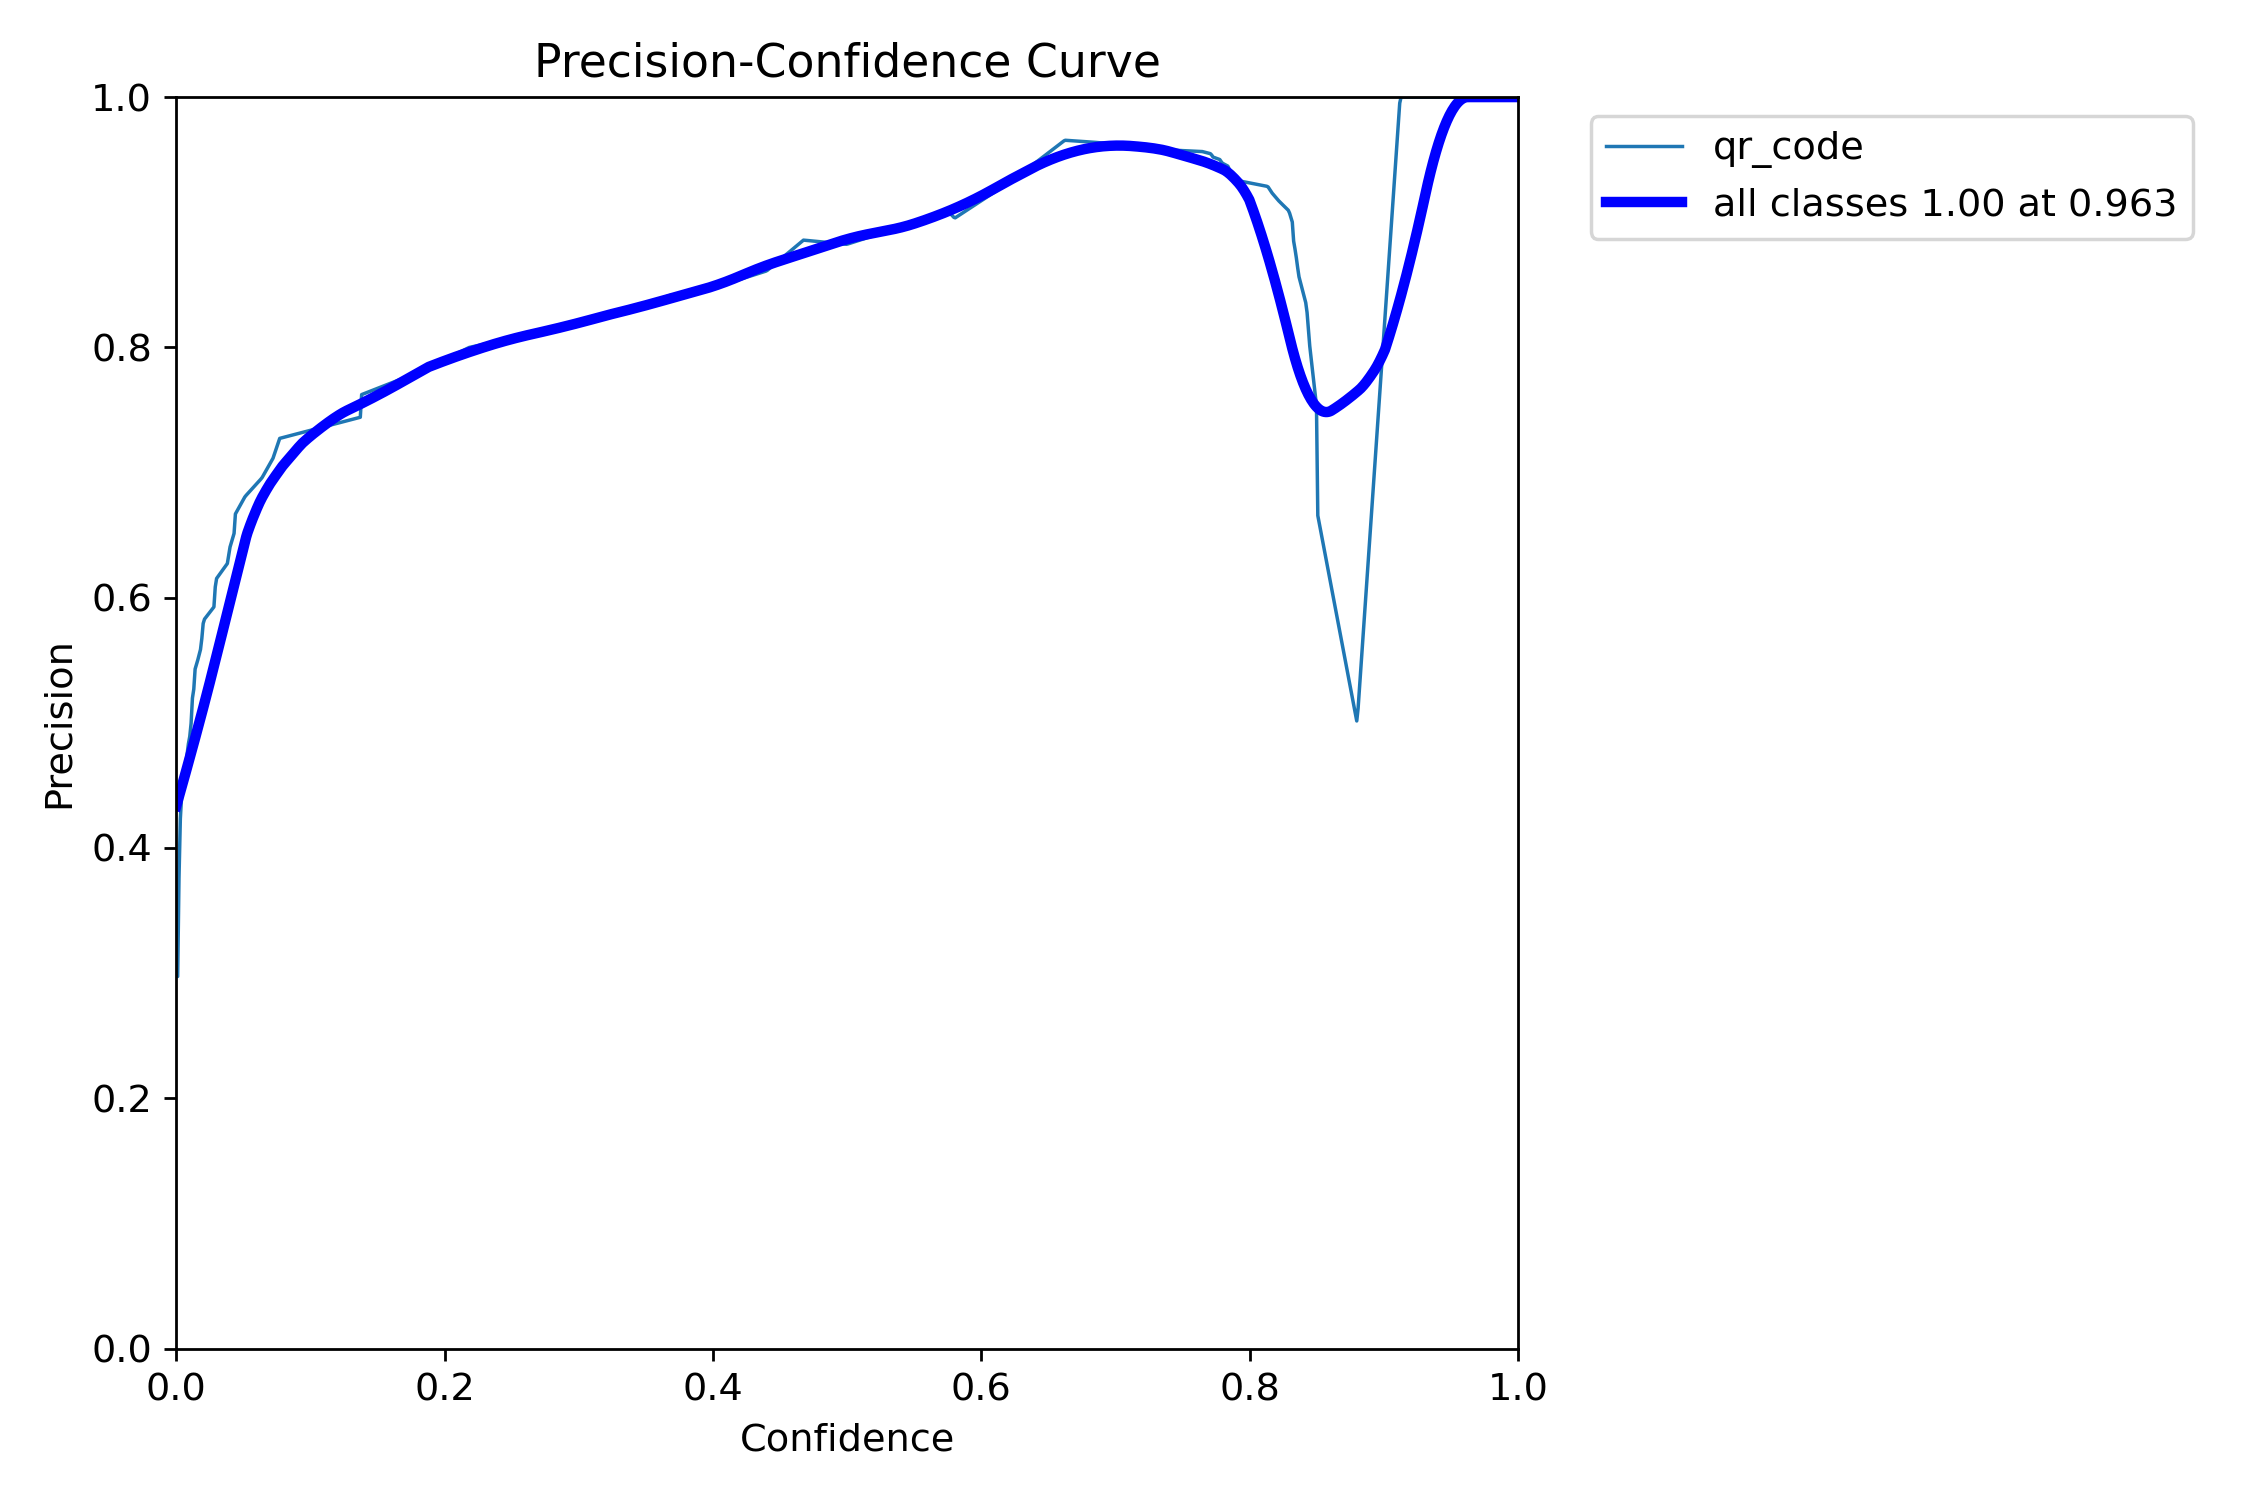 Precision-Confidence Curve
1.0
0.8
0.6
0.4
0.2
0.0
Precision
0.0 0.2 0.4 0.6 0.8 1.0
Confidence
qr_code
all classes 1.00 at 0.963